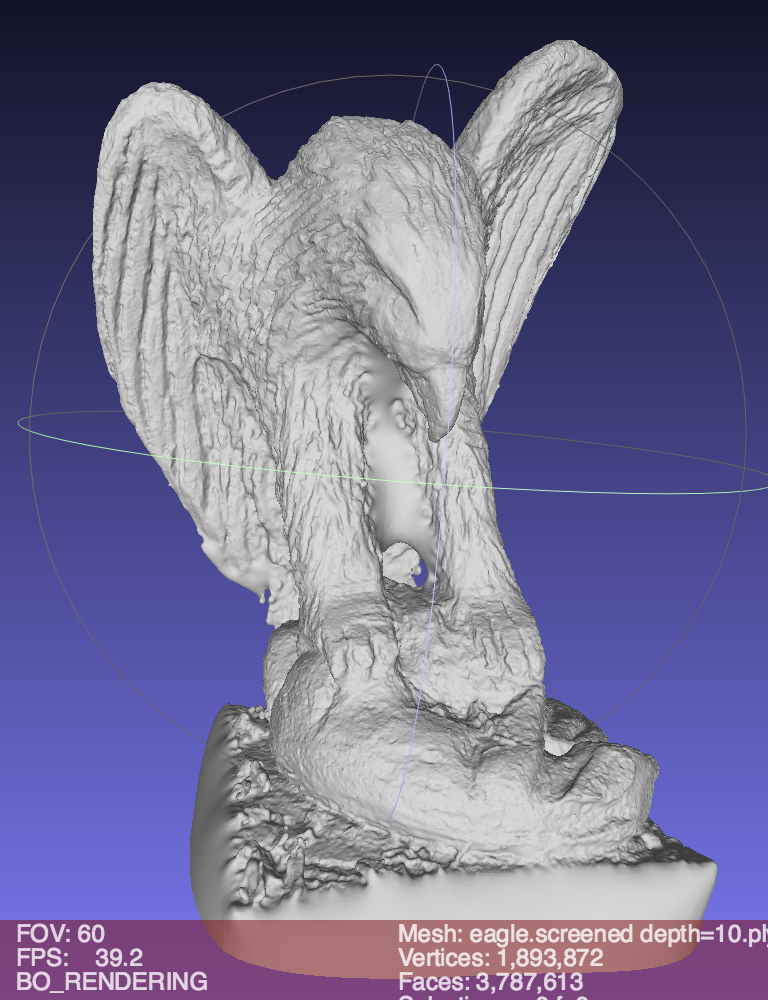 FOV: 60
FPS: 39.2
BO_RENDERING
Mesh: eagle.screened depth=10.ply
Vertices: 1,893,872
Faces: 3,787,613